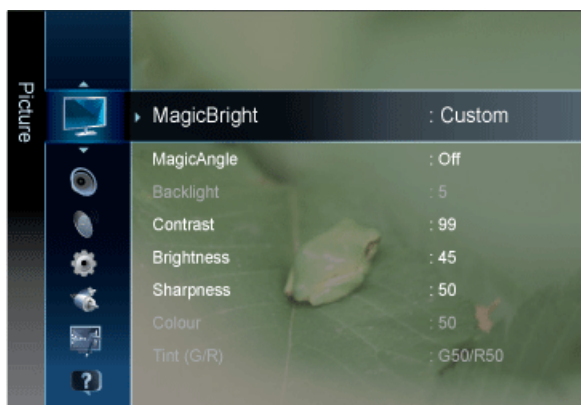 Picture
MagicBright : Custom
MagicAngle : Off
Backlight : 5
Contrast : 99
Brightness : 45
Sharpness : 50
Colour : 50
Tint (G/R) : G50/R50
?